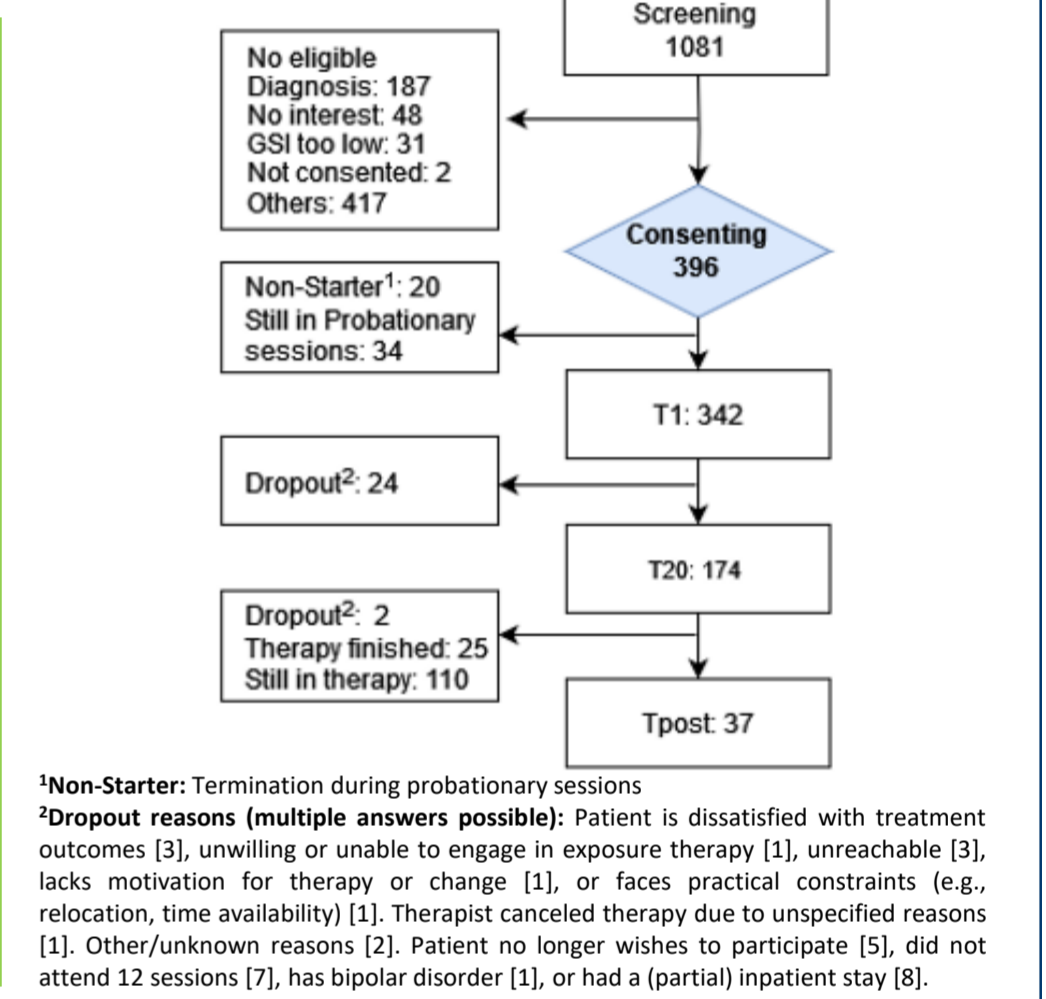 Screening
1081
No eligible
Diagnosis: 187
No interest: 48
GSI too low: 31
Not consented: 2
Others: 417
Consenting
396
Non-Starter¹: 20
Still in Probationary
sessions: 34
T1: 342
Dropout²: 24
T20: 174
Dropout²: 2
Therapy finished: 25
Still in therapy: 110
Tpost: 37
¹Non-Starter: Termination during probationary sessions
²Dropout reasons (multiple answers possible): Patient is dissatisfied with treatment
outcomes [3], unwilling or unable to engage in exposure therapy [1], unreachable [3],
lacks motivation for therapy or change [1], or faces practical constraints (e.g.,
relocation, time availability) [1]. Therapist canceled therapy due to unspecified reasons
[1]. Other/unknown reasons [2]. Patient no longer wishes to participate [5], did not
attend 12 sessions [7], has bipolar disorder [1], or had a (partial) inpatient stay [8].